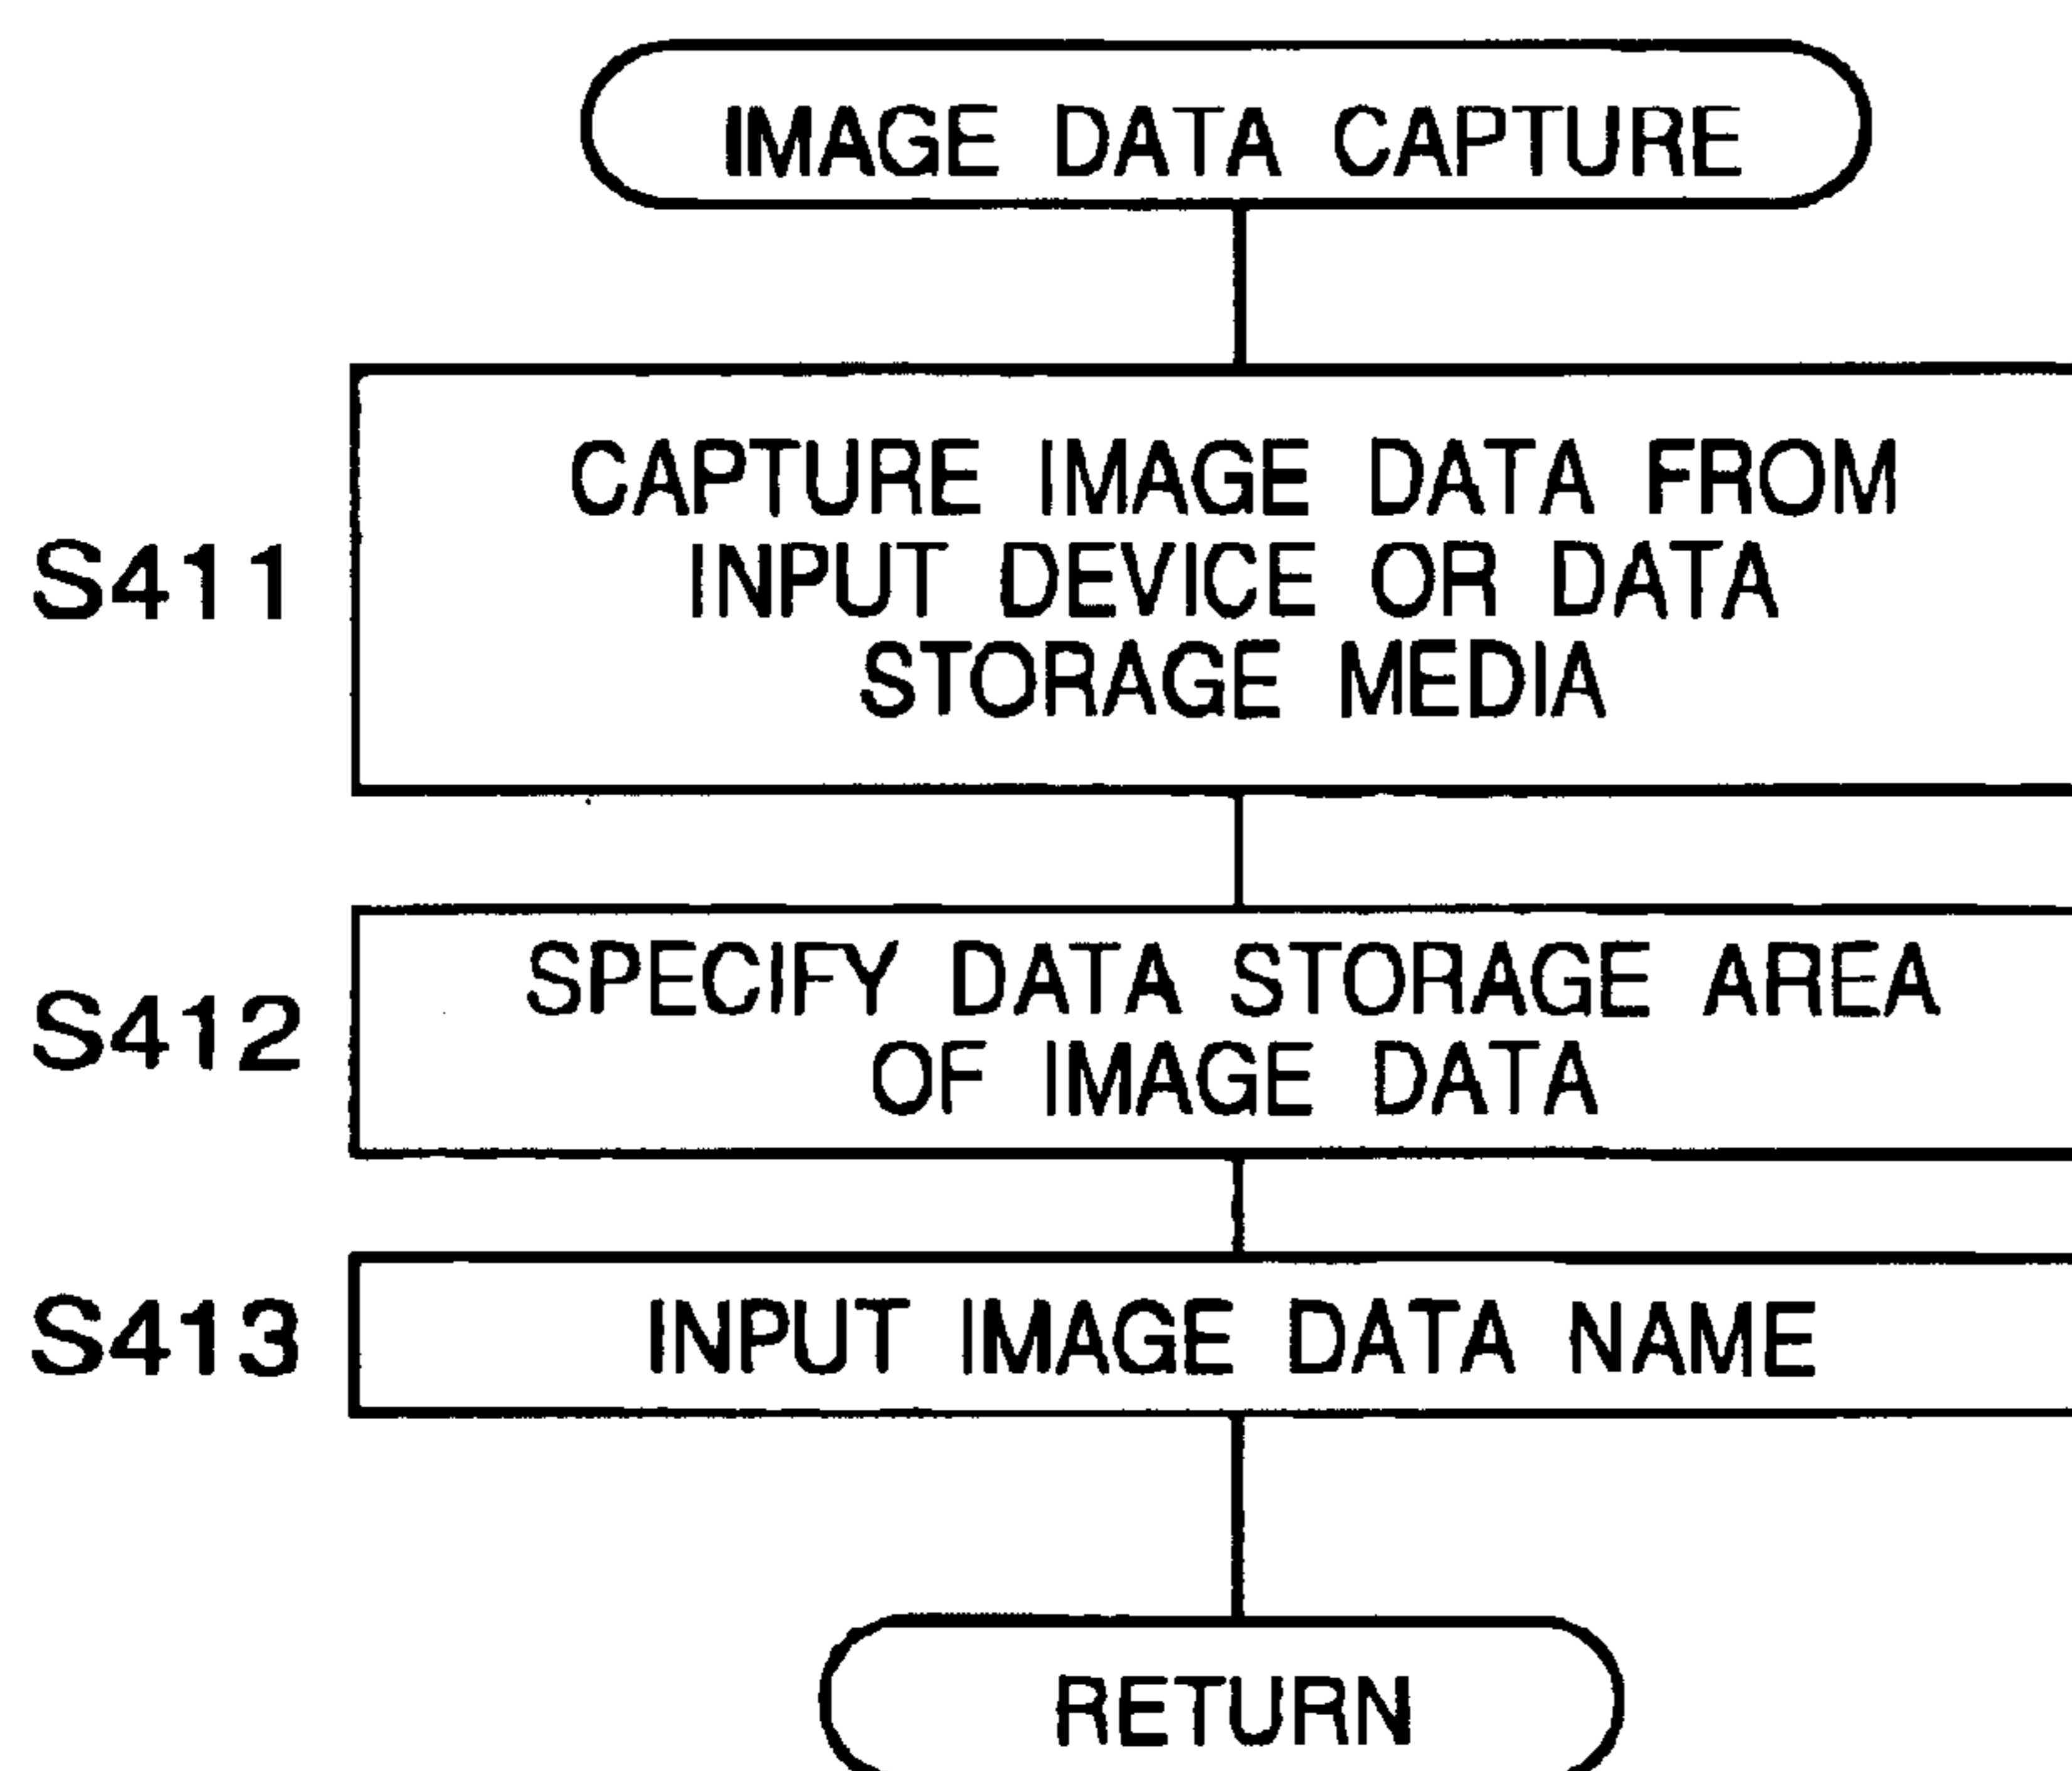 IMAGE DATA CAPTURE
S411
CAPTURE IMAGE DATA FROM
INPUT DEVICE OR DATA
STORAGE MEDIA
S412
SPECIFY DATA STORAGE AREA
OF IMAGE DATA
S413
INPUT IMAGE DATA NAME
RETURN